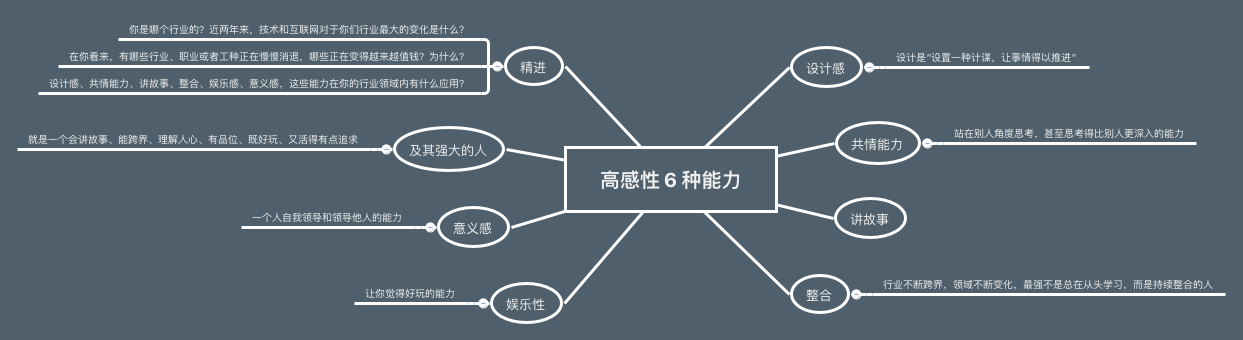 高感性 6 种能力
设计感
设计是“设置一种计谋，让事情得以推进”
共情能力
站在别人角度思考，甚至思考得比别人更深入的能力
讲故事
整合
行业不断跨界，领域不断变化，最强不是总在从头学习，而是持续整合的人
娱乐性
让你觉得好玩的能力
意义感
一个人自我领导和领导他人的能力
及其强大的人
就是一个会讲故事、能跨界、理解人心、有品位、既好玩、又活得有点追求
精进
你是哪个行业的？近两年来，技术和互联网对于你们行业最大的变化是什么？
在你看来，有哪些行业、职业或者工种正在慢慢消退，哪些正在变得越来越值钱？为什么？
设计感、共情能力、讲故事、整合、娱乐感、意义感，这些能力在你的行业领域内有什么应用？